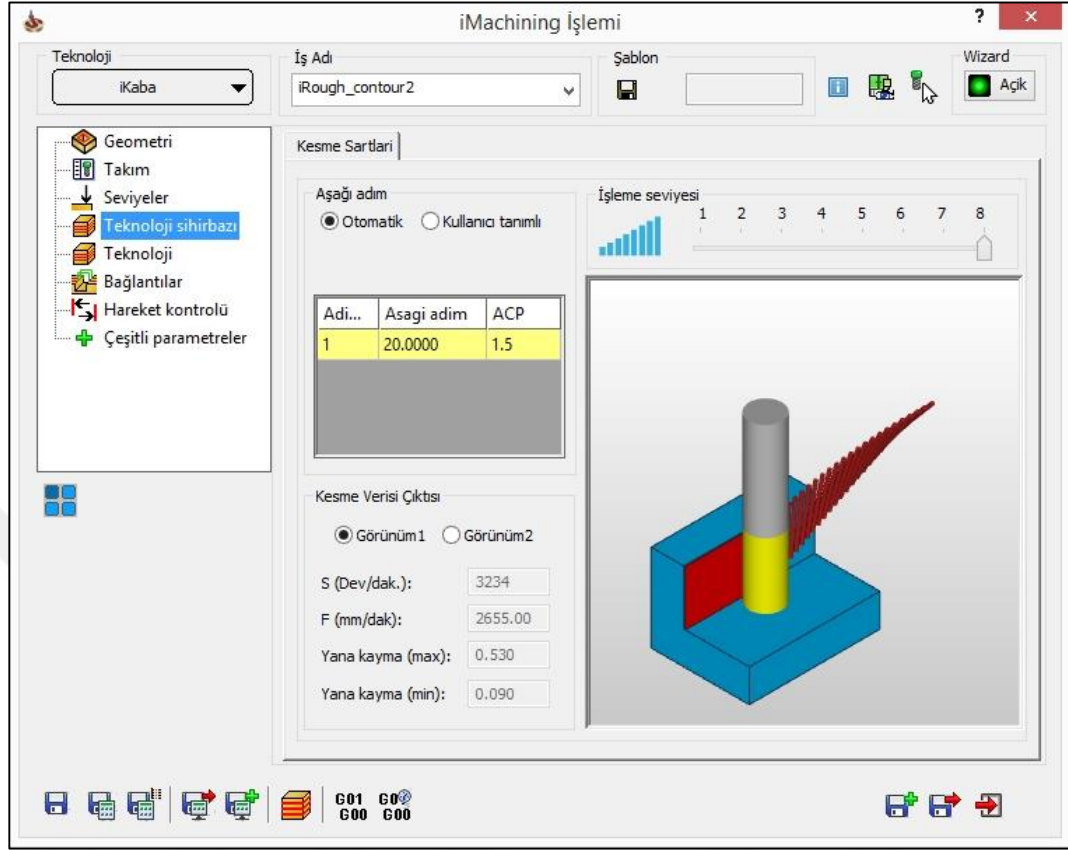 iMachining İşlemi
?
×
Teknoloji
iKaba
İş Adı
iRough_contour2
Şablon
Wizard
Açik
Geometri
Takım
Seviyeler
Teknoloji sihirbazı
Teknoloji
Bağlantılar
Hareket kontrolü
Çeşitli parametreler
Kesme Sartlari
Aşağı adım
Otomatik Kullanıcı tanımlı
Adi... Asagi adim ACP
1 20.0000 1.5
İşleme seviyesi
1 2 3 4 5 6 7 8
Kesme Verisi Çıktısı
Görünüm1 Görünüm2
S (Dev/dak.): 3234
F (mm/dak): 2655.00
Yana kayma (max): 0.530
Yana kayma (min): 0.090
G01 G0
G00 G00